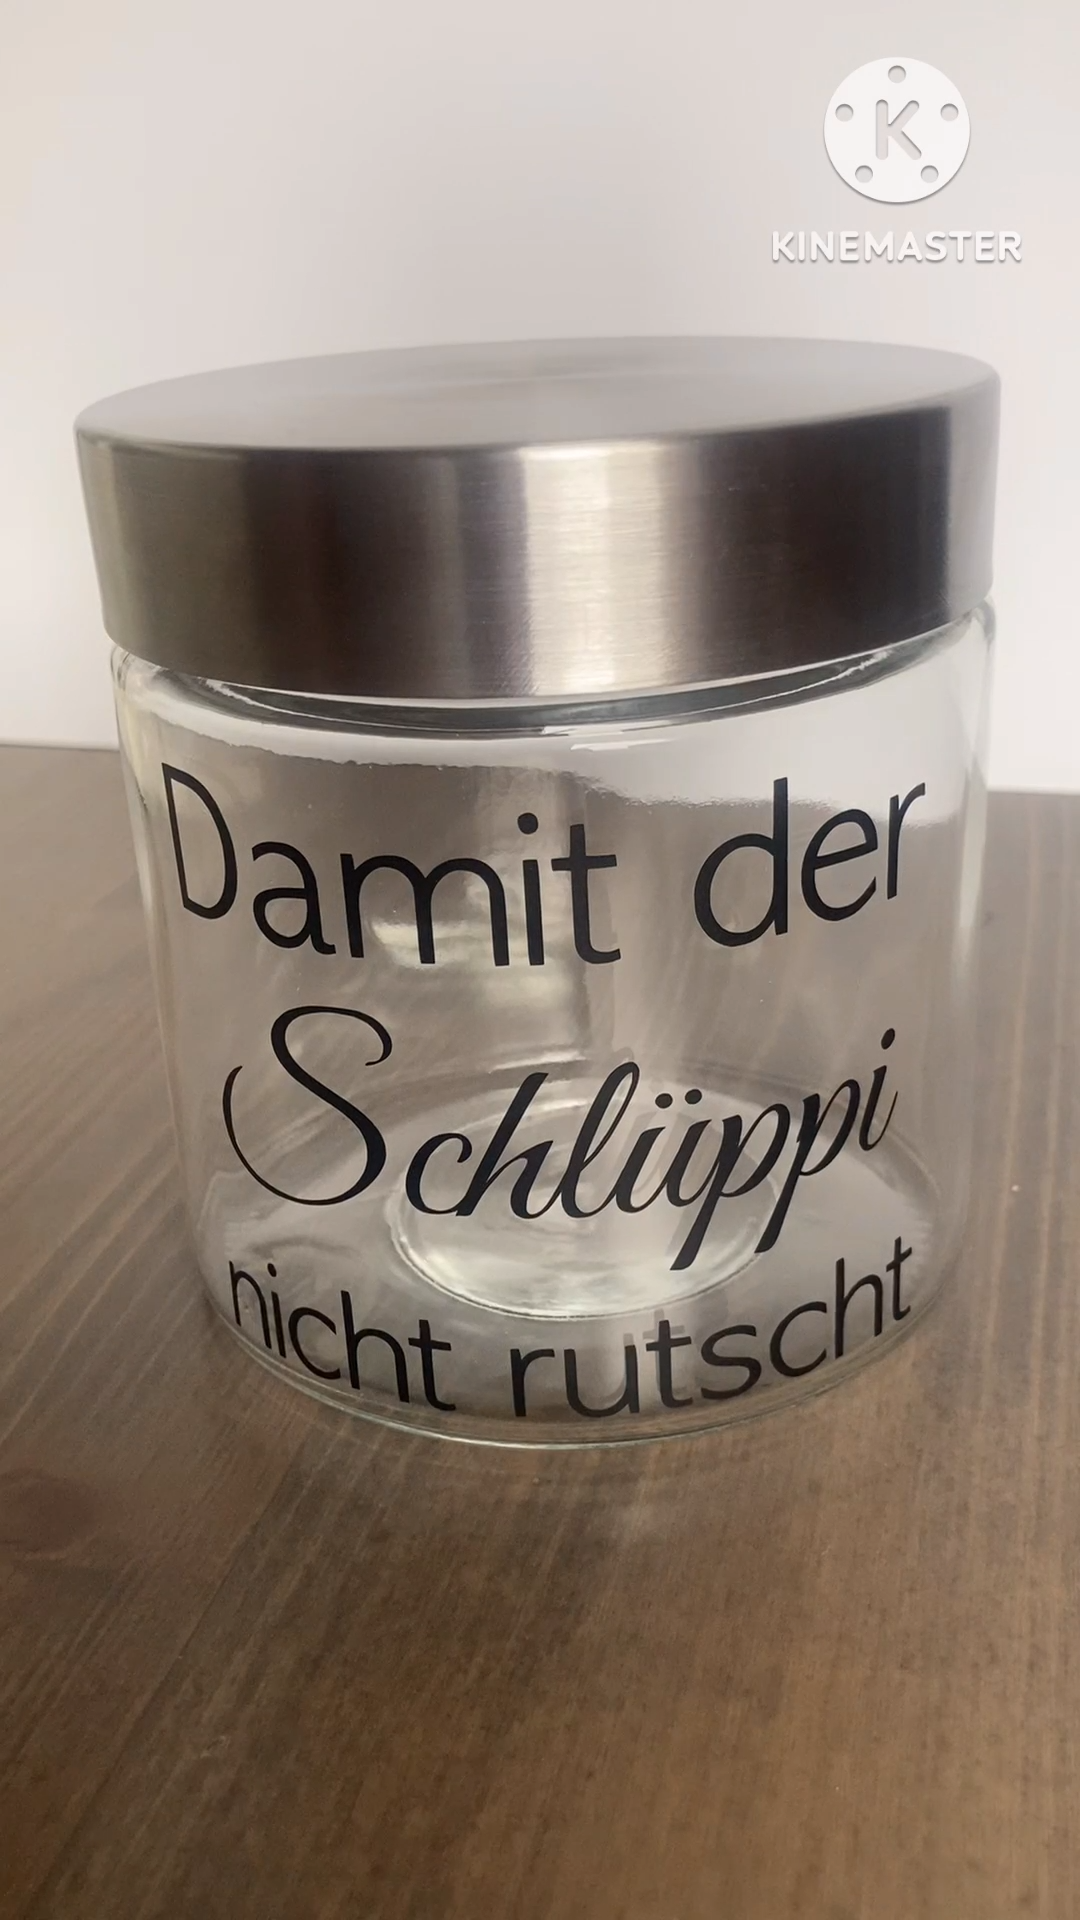 K
KINEMASTER
Damit der
Schlüppi
nicht rutscht